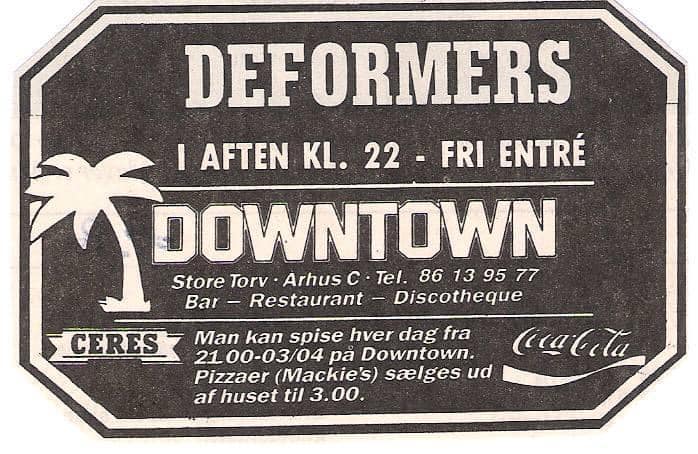 DEFORMERS
I AFTEN KL. 22 - FRI ENTRÉ
DOWNTOWN
Store Torv · Arhus C · Tel. 86 13 95 77
Bar – Restaurant – Discotheque
CERES
Man kan spise hver dag fra
21.00-03/04 på Downtown.
Pizzaer (Mackie's) sælges ud
af huset til 3.00.
Coca-Cola